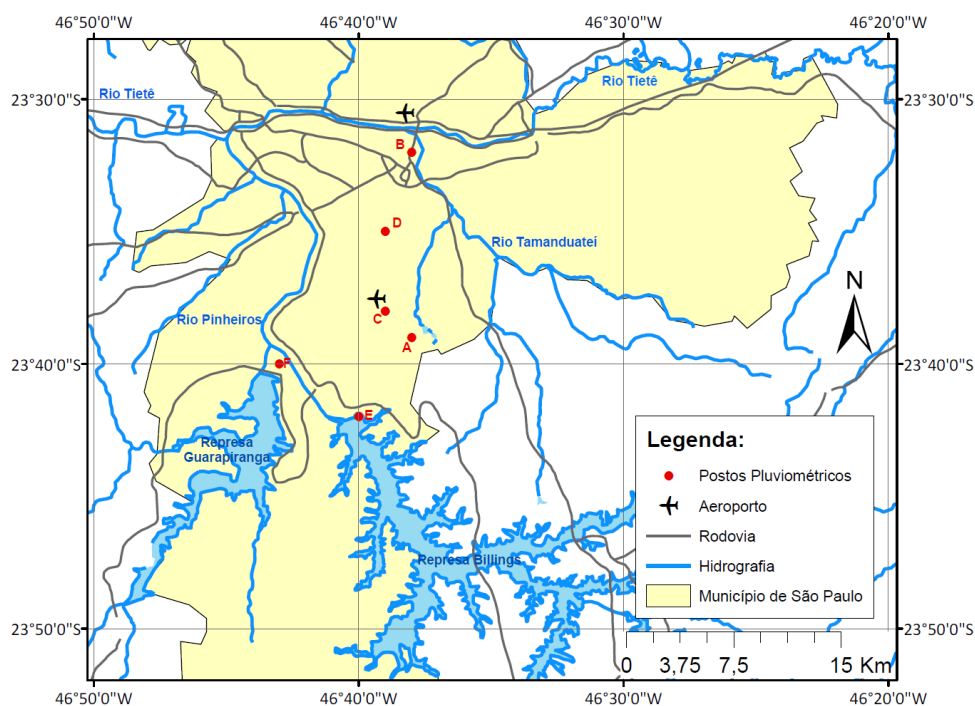 46°50'0"W 46°40'0"W 46°30'0"W 46°20'0"W
23°30'0"S 23°30'0"S
Rio Tietê
Rio Tietê
B
D
Rio Tamanduateí
N
Rio Pinheiros
C
A
23°40'0"S 23°40'0"S
F
E
Represa
Guarapiranga
Represa Billings
Legenda:
Postos Pluviométricos
Aeroporto
Rodovia
Hidrografia
Município de São Paulo
23°50'0"S 23°50'0"S
0 3,75 7,5 15 Km
46°50'0"W 46°40'0"W 46°30'0"W 46°20'0"W